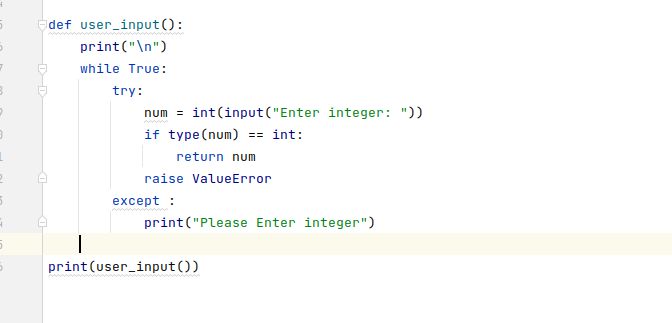 def user_input():
    print("\n")
    while True:
        try:
            num = int(input("Enter integer: "))
            if type(num) == int:
                return num
            raise ValueError
        except :
            print("Please Enter integer")
print(user_input())